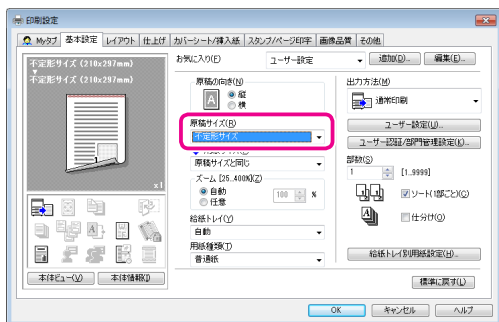 印刷設定
Myタブ 基本設定 レイアウト 仕上げ カバーシート/挿入紙 スタンプ/ページ印字 画像品質 その他
不定形サイズ (210x297mm)
不定形サイズ (210x297mm)
x1
本体ビュー(V) 本体情報(K)
お気に入り(F) ユーザー設定 追加(D)... 編集(E)...
原稿の向き(N)
A
縦
横
原稿サイズ(R)
不定形サイズ
原稿サイズと同じ
ズーム [25..400%](Z)
自動
任意
100 %
給紙トレイ(Y)
自動
用紙種類(T)
普通紙
出力方法(M)
通常印刷
ユーザー設定(U)...
ユーザー認証/部門管理設定(K)...
部数(S)
1 [1..9999]
ソート(1部ごと)(C)
仕分け(O)
給紙トレイ別用紙設定(H)...
標準に戻す(L)
OK キャンセル ヘルプ